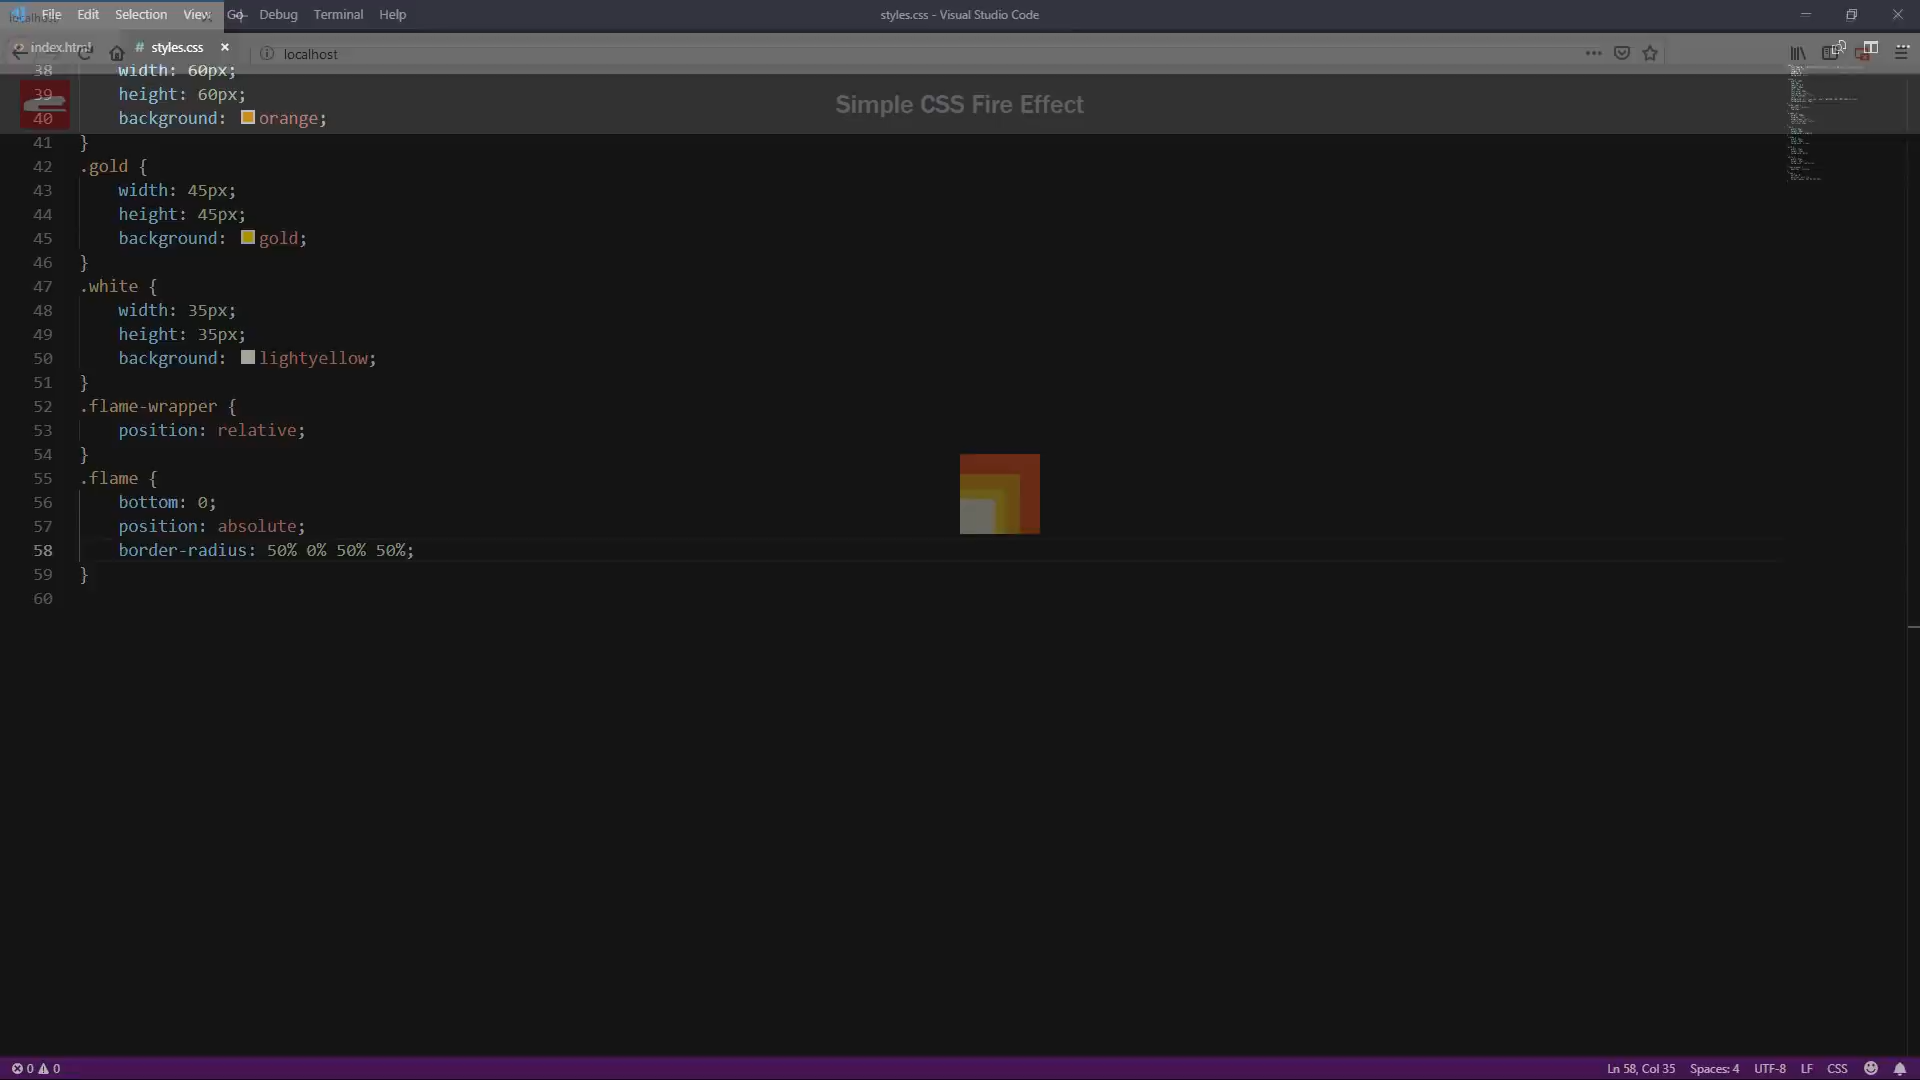 localhost
File Edit Selection View Go Debug Terminal Help
styles.css - Visual Studio Code
index.html # styles.css ×
localhost
38 width: 60px;
39 height: 60px;
40 background: orange;
Simple CSS Fire Effect
41 }
42 .gold {
43 width: 45px;
44 height: 45px;
45 background: gold;
46 }
47 .white {
48 width: 35px;
49 height: 35px;
50 background: lightyellow;
51 }
52 .flame-wrapper {
53 position: relative;
54 }
55 .flame {
56 bottom: 0;
57 position: absolute;
58 border-radius: 50% 0% 50% 50%;
59 }
60
0 0
Ln 58, Col 35 Spaces: 4 UTF-8 LF CSS